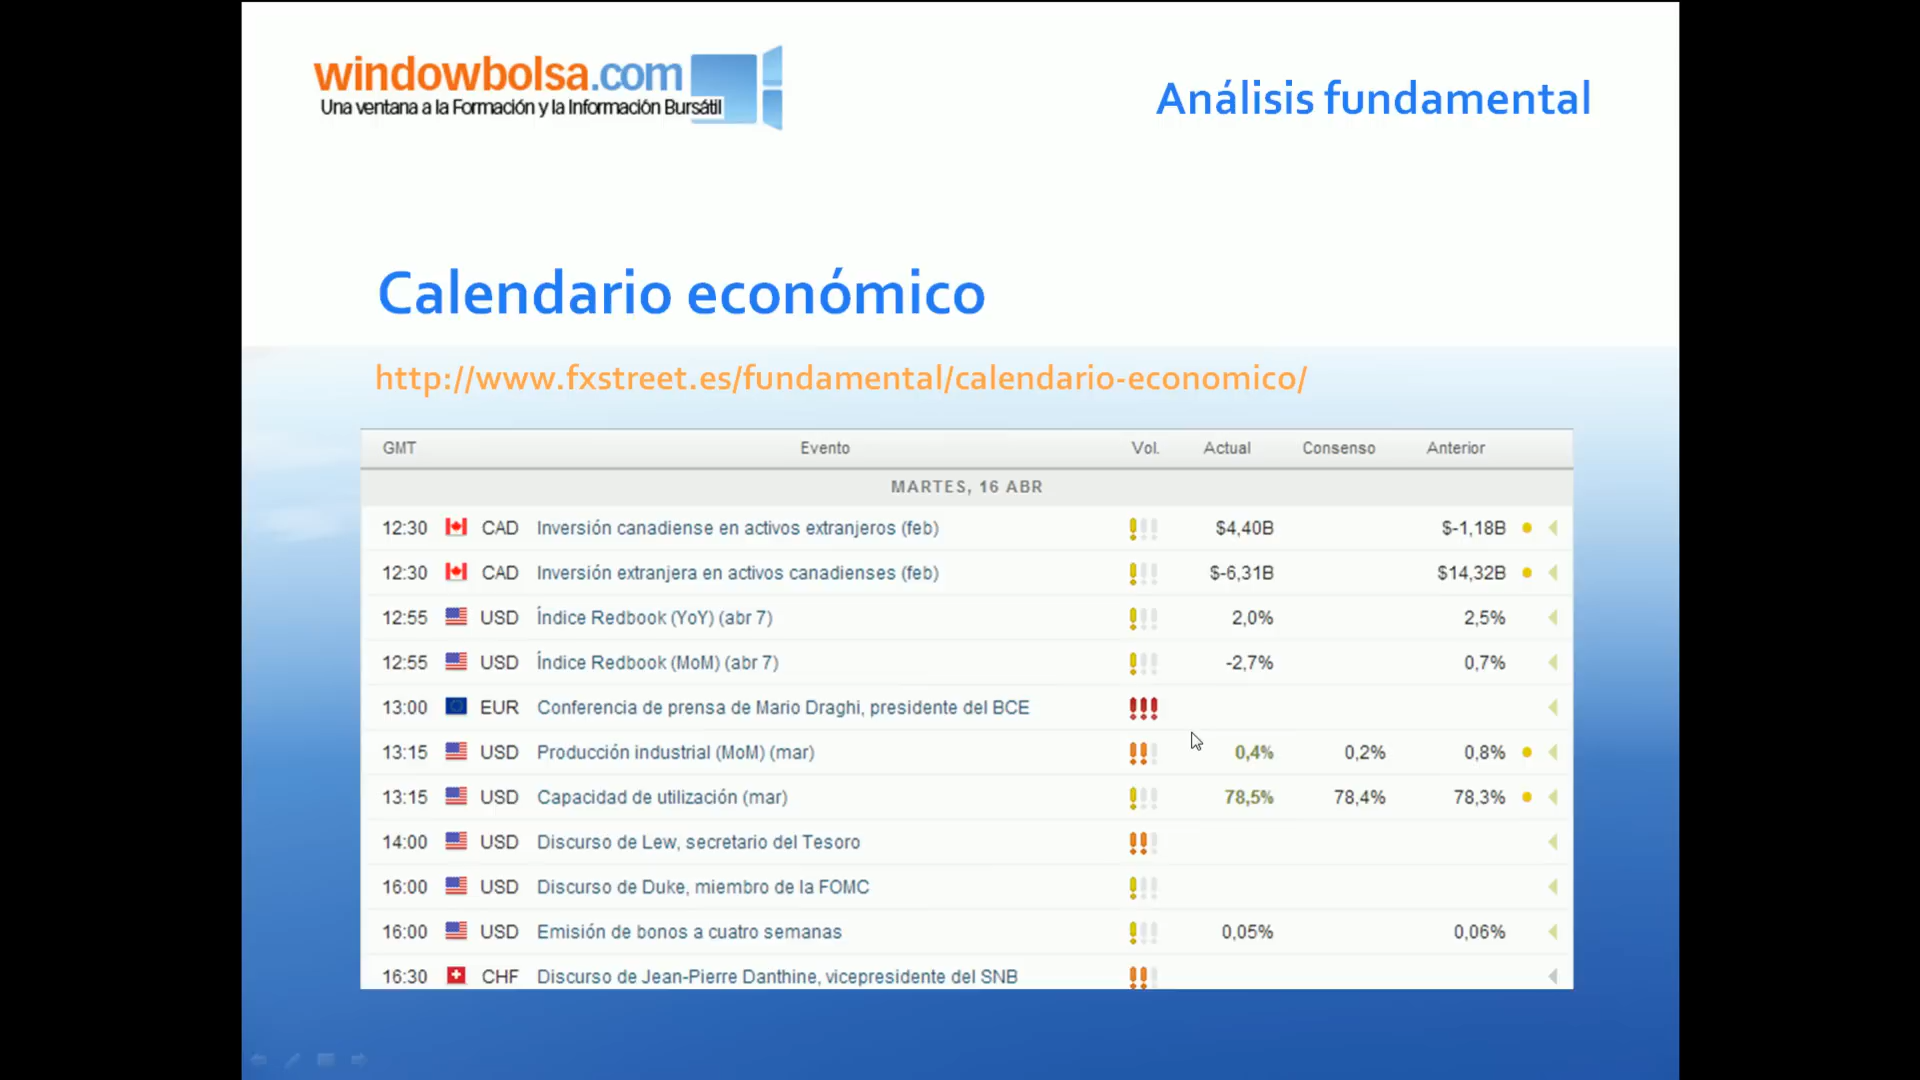 windowbolsa.com
Una ventana a la Formación y la Información Bursátil
Análisis fundamental
Calendario económico
http://www.fxstreet.es/fundamental/calendario-economico/
GMT Evento Vol. Actual Consenso Anterior
MARTES, 16 ABR
12:30 CAD Inversión canadiense en activos extranjeros (feb) $4,40B $-1,18B
12:30 CAD Inversión extranjera en activos canadienses (feb) $-6,31B $14,32B
12:55 USD Índice Redbook (YoY) (abr 7) 2,0% 2,5%
12:55 USD Índice Redbook (MoM) (abr 7) -2,7% 0,7%
13:00 EUR Conferencia de prensa de Mario Draghi, presidente del BCE
13:15 USD Producción industrial (MoM) (mar) 0,4% 0,2% 0,8%
13:15 USD Capacidad de utilización (mar) 78,5% 78,4% 78,3%
14:00 USD Discurso de Lew, secretario del Tesoro
16:00 USD Discurso de Duke, miembro de la FOMC
16:00 USD Emisión de bonos a cuatro semanas 0,05% 0,06%
16:30 CHF Discurso de Jean-Pierre Danthine, vicepresidente del SNB